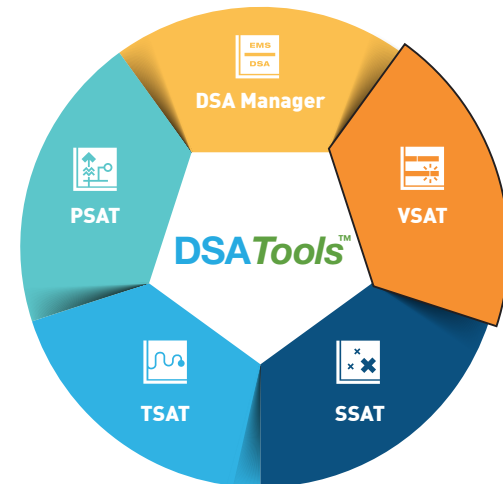 EMS
DSA
DSA Manager
PSAT
VSAT
DSATools™
TSAT
SSAT